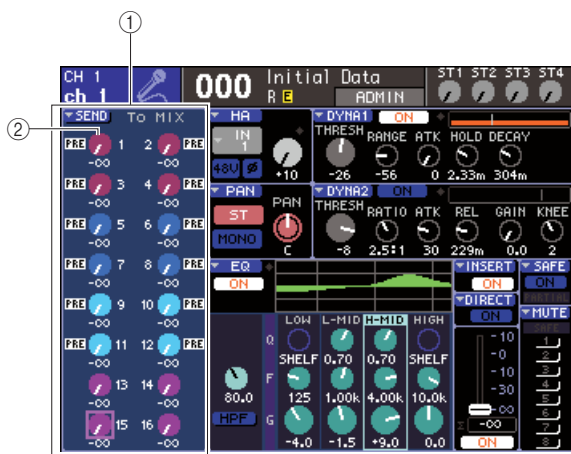 ①
②
CH 1
ch 1
000
Initial Data
R E
ADMIN
ST1 ST2 ST3 ST4
SEND To MIX
PRE 1 2 PRE
-∞ -∞
PRE 3 4 PRE
-∞ -∞
PRE 5 6 PRE
-∞ -∞
PRE 7 8 PRE
-∞ -∞
PRE 9 10 PRE
-∞ -∞
PRE 11 12 PRE
-∞ -∞
13 14
-∞ -∞
15 16
-∞ -∞
HA
IN
1
48V ø
+10
PAN
ST
MONO
PAN
C
DYNA1 ON
THRESH RANGE ATK HOLD DECAY
-26 -56 0 2.33m 304m
DYNA2 ON
THRESH RATIO ATK REL GAIN KNEE
-8 2.5:1 30 229m 0.0 2
EQ
ON
LOW L-MID H-MID HIGH
Q
SHELF 0.70 0.70 SHELF
F
80.0 125 1.00k 4.00k 10.0k
HPF
G
-4.0 -1.5 +9.0 0.0
INSERT
ON
DIRECT
ON
-10
-0
-10
-30
-∞
Σ -∞
ON
SAFE
ON
PARTIAL
MUTE
SAFE
1
2
3
4
5
6
7
8